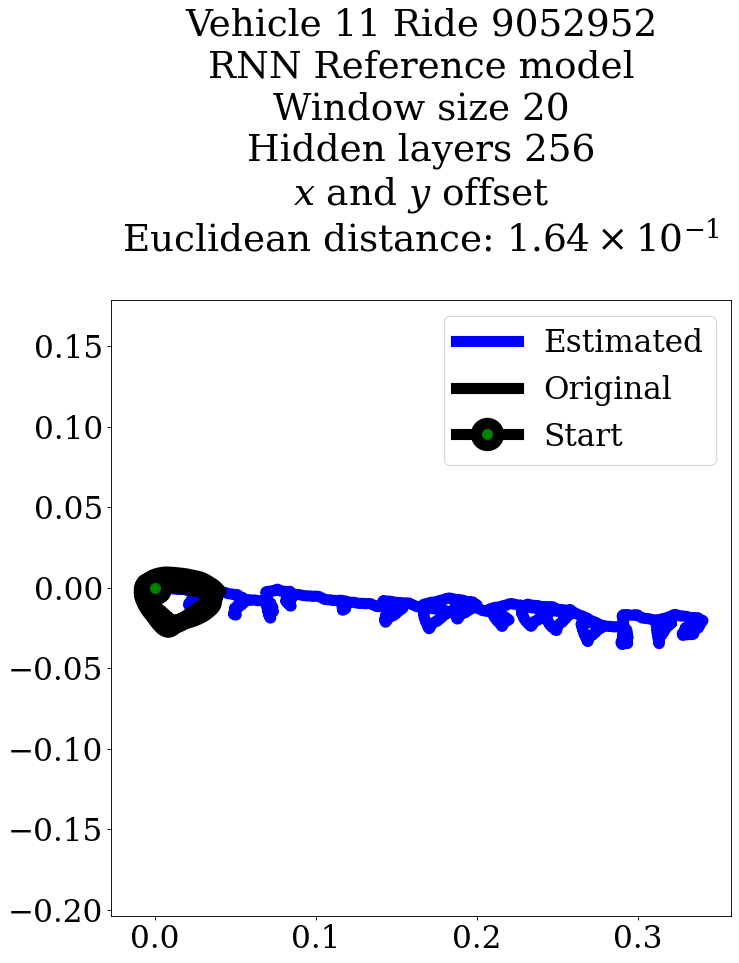 Vehicle 11 Ride 9052952
RNN Reference model
Window size 20
Hidden layers 256
x and y offset
Euclidean distance: 1.64 × 10⁻¹
Estimated
Original
Start
0.15
0.10
0.05
0.00
−0.05
−0.10
−0.15
−0.20
0.0 0.1 0.2 0.3